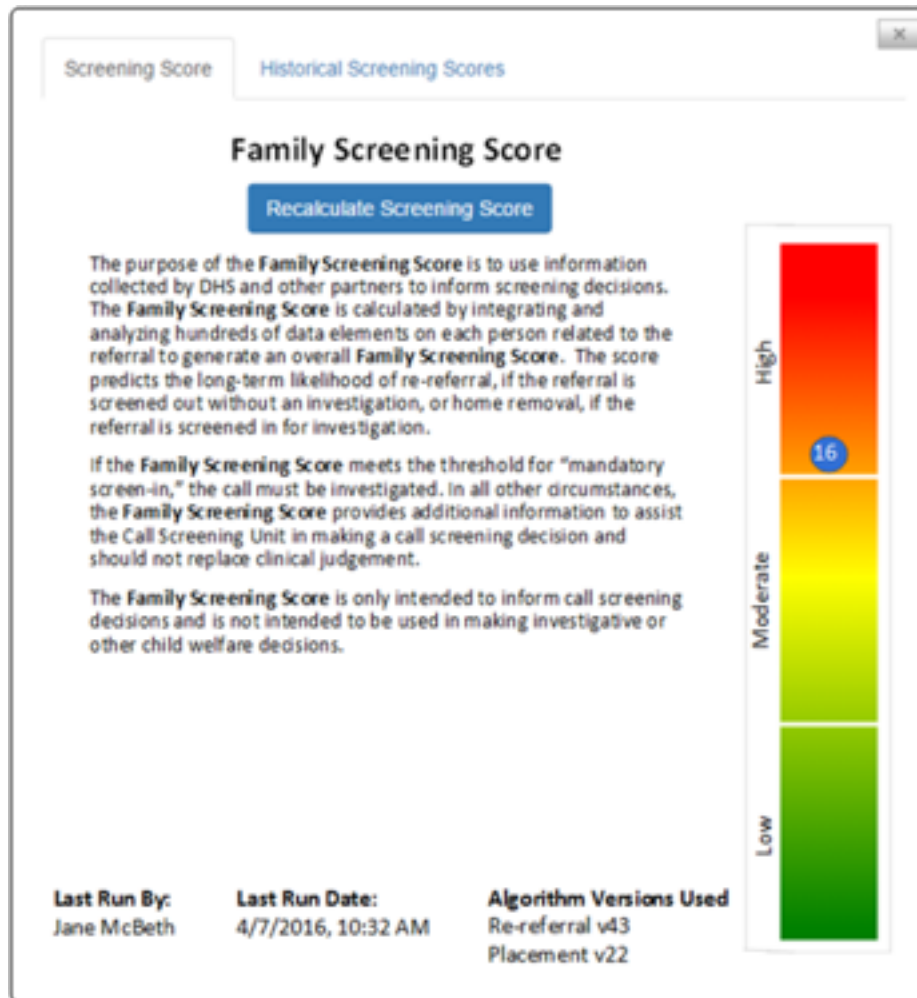 ×
Screening Score
Historical Screening Scores
Family Screening Score
Recalculate Screening Score
The purpose of the Family Screening Score is to use information
collected by DHS and other partners to inform screening decisions.
The Family Screening Score is calculated by integrating and
analyzing hundreds of data elements on each person related to the
referral to generate an overall Family Screening Score. The score
predicts the long-term likelihood of re-referral, if the referral is
screened out without an investigation, or home removal, if the
referral is screened in for investigation.
If the Family Screening Score meets the threshold for “mandatory
screen-in,” the call must be investigated. In all other circumstances,
the Family Screening Score provides additional information to assist
the Call Screening Unit in making a call screening decision and
should not replace clinical judgement.
The Family Screening Score is only intended to inform call screening
decisions and is not intended to be used in making investigative or
other child welfare decisions.
High
16
Moderate
Low
Last Run By:
Jane McBeth
Last Run Date:
4/7/2016, 10:32 AM
Algorithm Versions Used
Re-referral v43
Placement v22